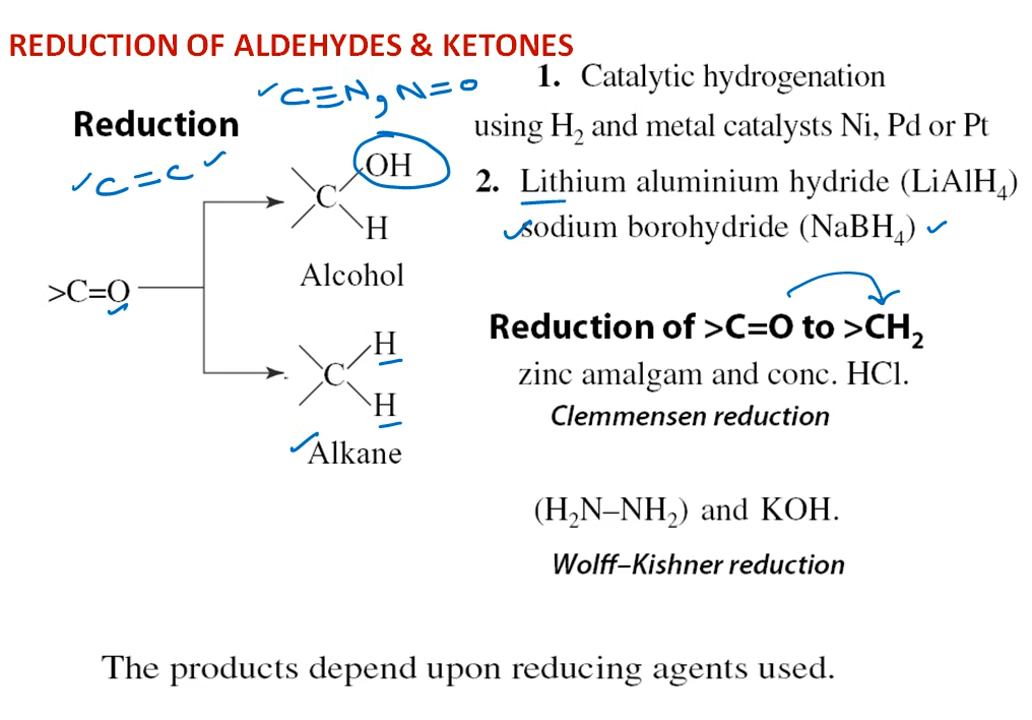 REDUCTION OF ALDEHYDES & KETONES
1. Catalytic hydrogenation
using H₂ and metal catalysts Ni, Pd or Pt
C≡N, N=O
Reduction
C=C
2. Lithium aluminium hydride (LiAlH₄)
sodium borohydride (NaBH₄)
OH
C
H
Alcohol
>C=O
Reduction of >C=O to >CH₂
zinc amalgam and conc. HCl.
Clemmensen reduction
H
C
H
Alkane
(H₂N–NH₂) and KOH.
Wolff–Kishner reduction
The products depend upon reducing agents used.